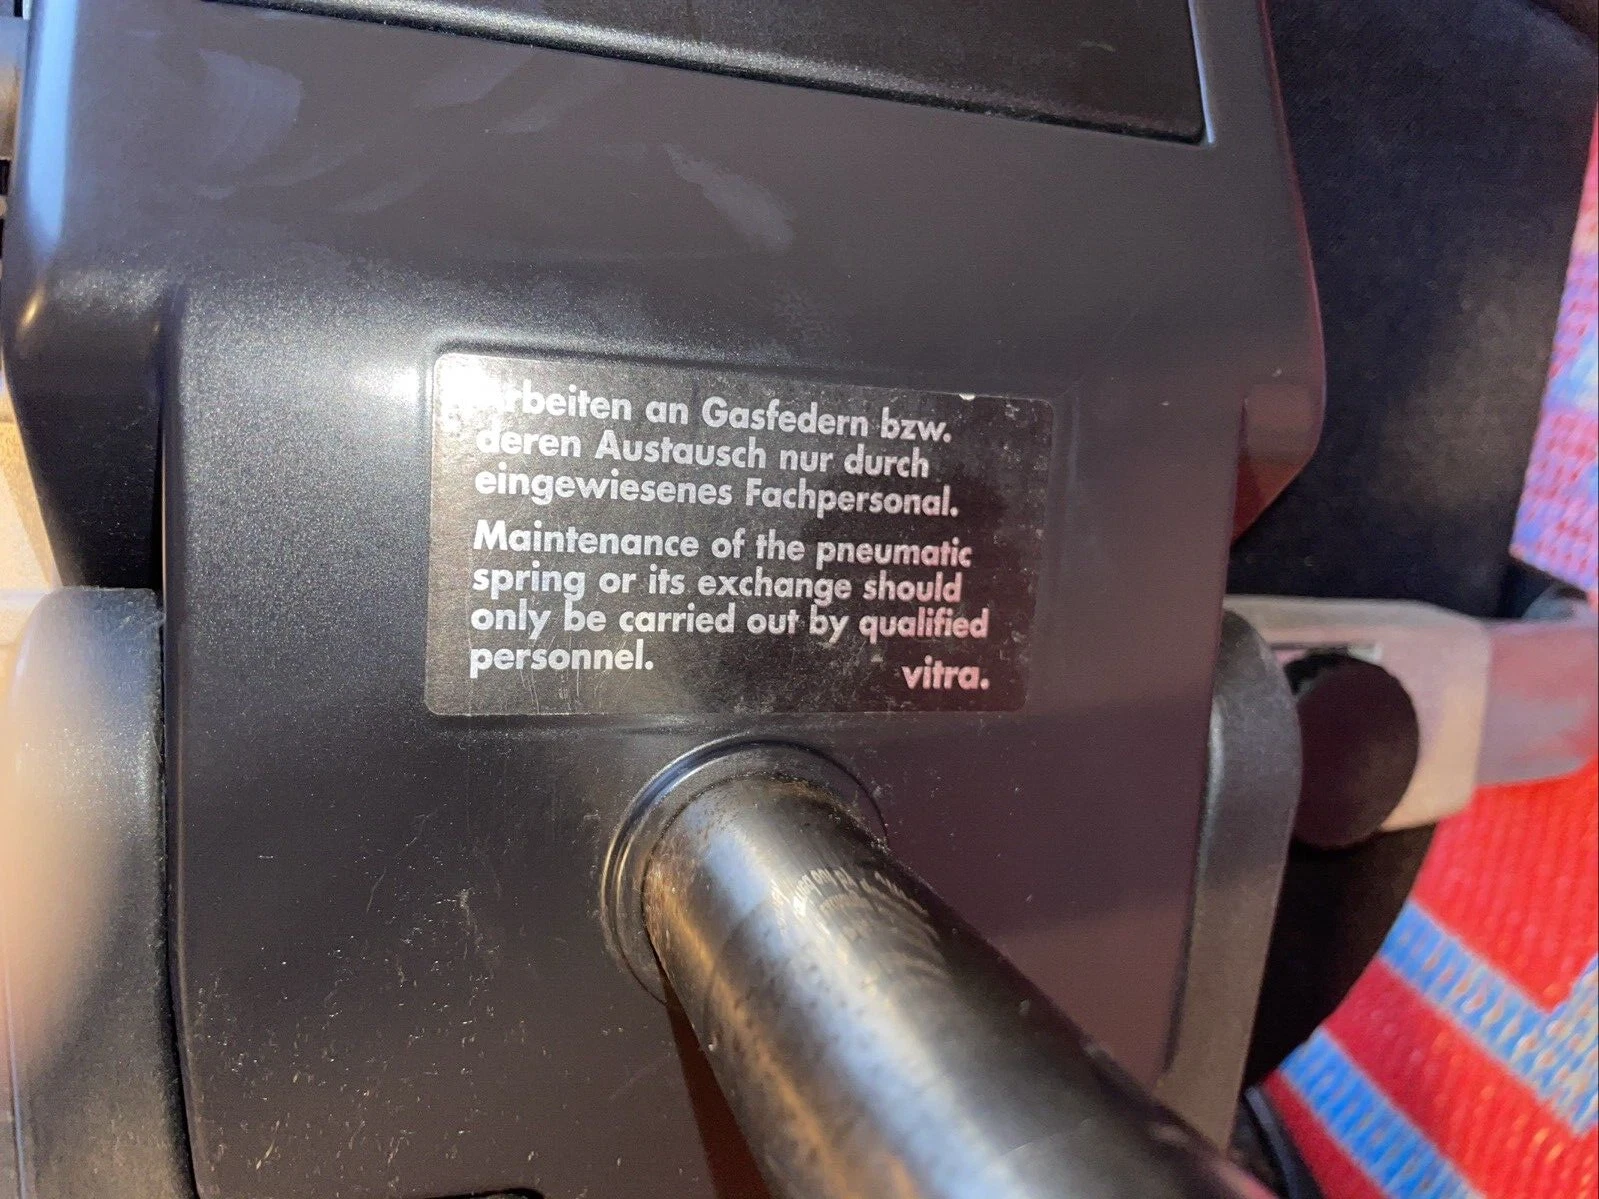 Arbeiten an Gasfedern bzw.
deren Austausch nur durch
eingewiesenes Fachpersonal.
Maintenance of the pneumatic
spring or its exchange should
only be carried out by qualified
personnel.
vitra.